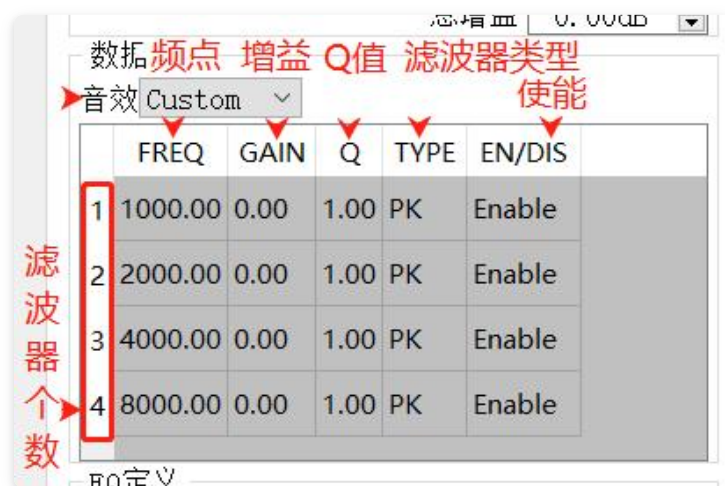 总增益 0.00dB
数据 频点 增益 Q值 滤波器类型
音效 Custom 使能
FREQ GAIN Q TYPE EN/DIS
1 1000.00 0.00 1.00 PK Enable
2 2000.00 0.00 1.00 PK Enable
3 4000.00 0.00 1.00 PK Enable
4 8000.00 0.00 1.00 PK Enable
滤波器个数
EQ定义